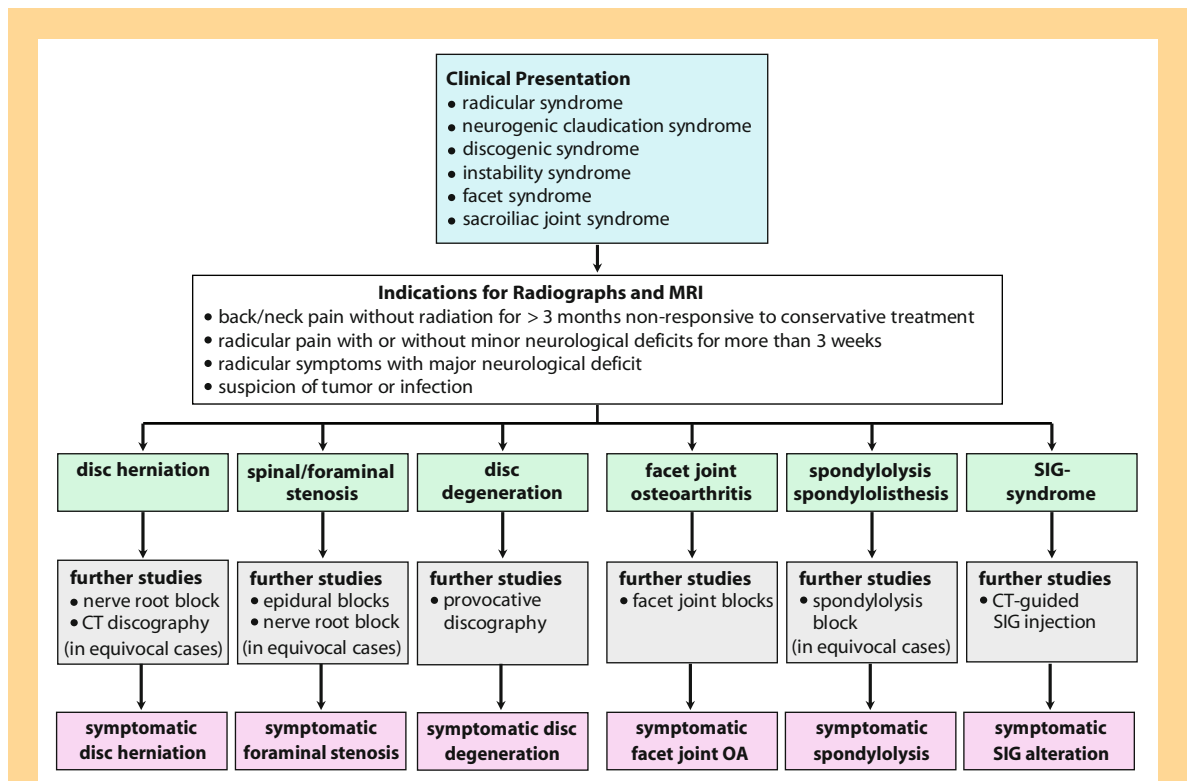 Clinical Presentation
• radicular syndrome
• neurogenic claudication syndrome
• discogenic syndrome
• instability syndrome
• facet syndrome
• sacroiliac joint syndrome
Indications for Radiographs and MRI
• back/neck pain without radiation for > 3 months non-responsive to conservative treatment
• radicular pain with or without minor neurological deficits for more than 3 weeks
• radicular symptoms with major neurological deficit
• suspicion of tumor or infection
disc herniation
spinal/foraminal
stenosis
disc
degeneration
facet joint
osteoarthritis
spondylolysis
spondylolisthesis
SIG-
syndrome
further studies
• nerve root block
• CT discography
(in equivocal cases)
further studies
• epidural blocks
• nerve root block
(in equivocal cases)
further studies
• provocative
discography
further studies
• facet joint blocks
further studies
• spondylolysis
block
(in equivocal cases)
further studies
• CT-guided
SIG injection
symptomatic
disc herniation
symptomatic
foraminal stenosis
symptomatic disc
degeneration
symptomatic
facet joint OA
symptomatic
spondylolysis
symptomatic
SIG alteration